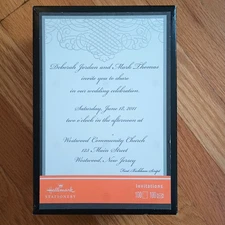 Deborah Jordan and Mark Thomas
invite you to share
in our wedding celebration.
Saturday, June 17,
two o'clock in the afternoon at
Westwood Community Church
123 Main Street
Westwood, New Jersey
Hallmark
invitations